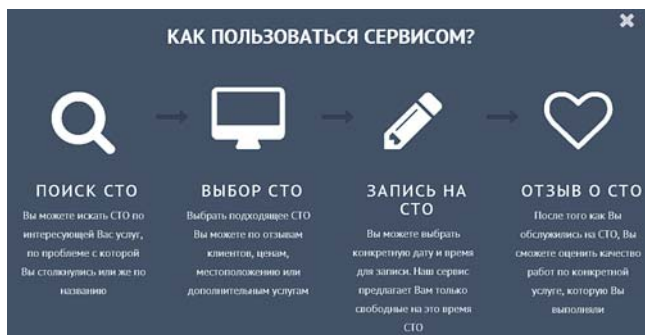 КАК ПОЛЬЗОВАТЬСЯ СЕРВИСОМ?
ПОИСК СТО
Вы можете искать СТО по
интересующей Вас услуг,
по проблеме с которой
Вы столкнулись или же по
названию
ВЫБОР СТО
Выбрать подходящее СТО
Вы можете по отзывам
клиентов, ценам,
местоположению или
дополнительным услугам
ЗАПИСЬ НА
СТО
Вы можете выбрать
конкретную дату и время
для записи. Наш сервис
предлагает Вам только
свободные на это время
СТО
ОТЗЫВ О СТО
После того как Вы
обслужились на СТО, Вы
сможете оценить качество
работ по конкретной
услуге, которую Вы
выполняли